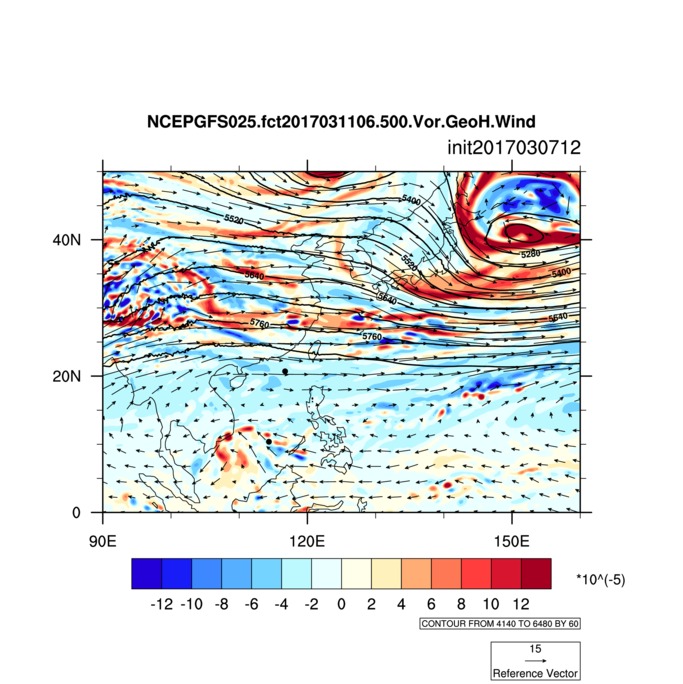 NCEPGFS025.fct2017031106.500.Vor.GeoH.Wind
init2017030712
5400
5520
40N
5280
5520
5400
5640
5640
5640
5760
5760
20N
0
90E 120E 150E
-12 -10 -8 -6 -4 -2 0 2 4 6 8 10 12
*10^(-5)
CONTOUR FROM 4140 TO 6480 BY 60
15
Reference Vector